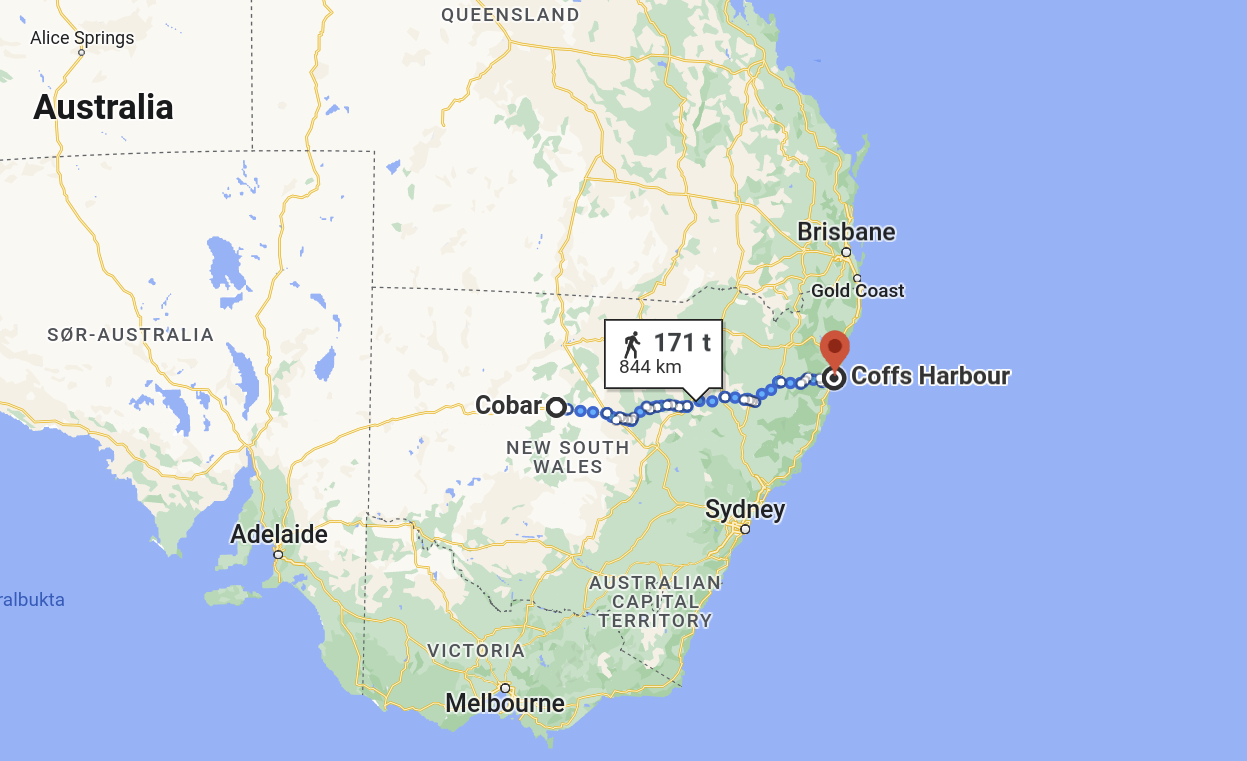 QUEENSLAND
Alice Springs
Australia
Brisbane
Gold Coast
SØR-AUSTRALIA
171 t
844 km
Coffs Harbour
Cobar
NEW SOUTH
WALES
Sydney
Adelaide
AUSTRALIAN
CAPITAL
TERRITORY
ralbukta
VICTORIA
Melbourne